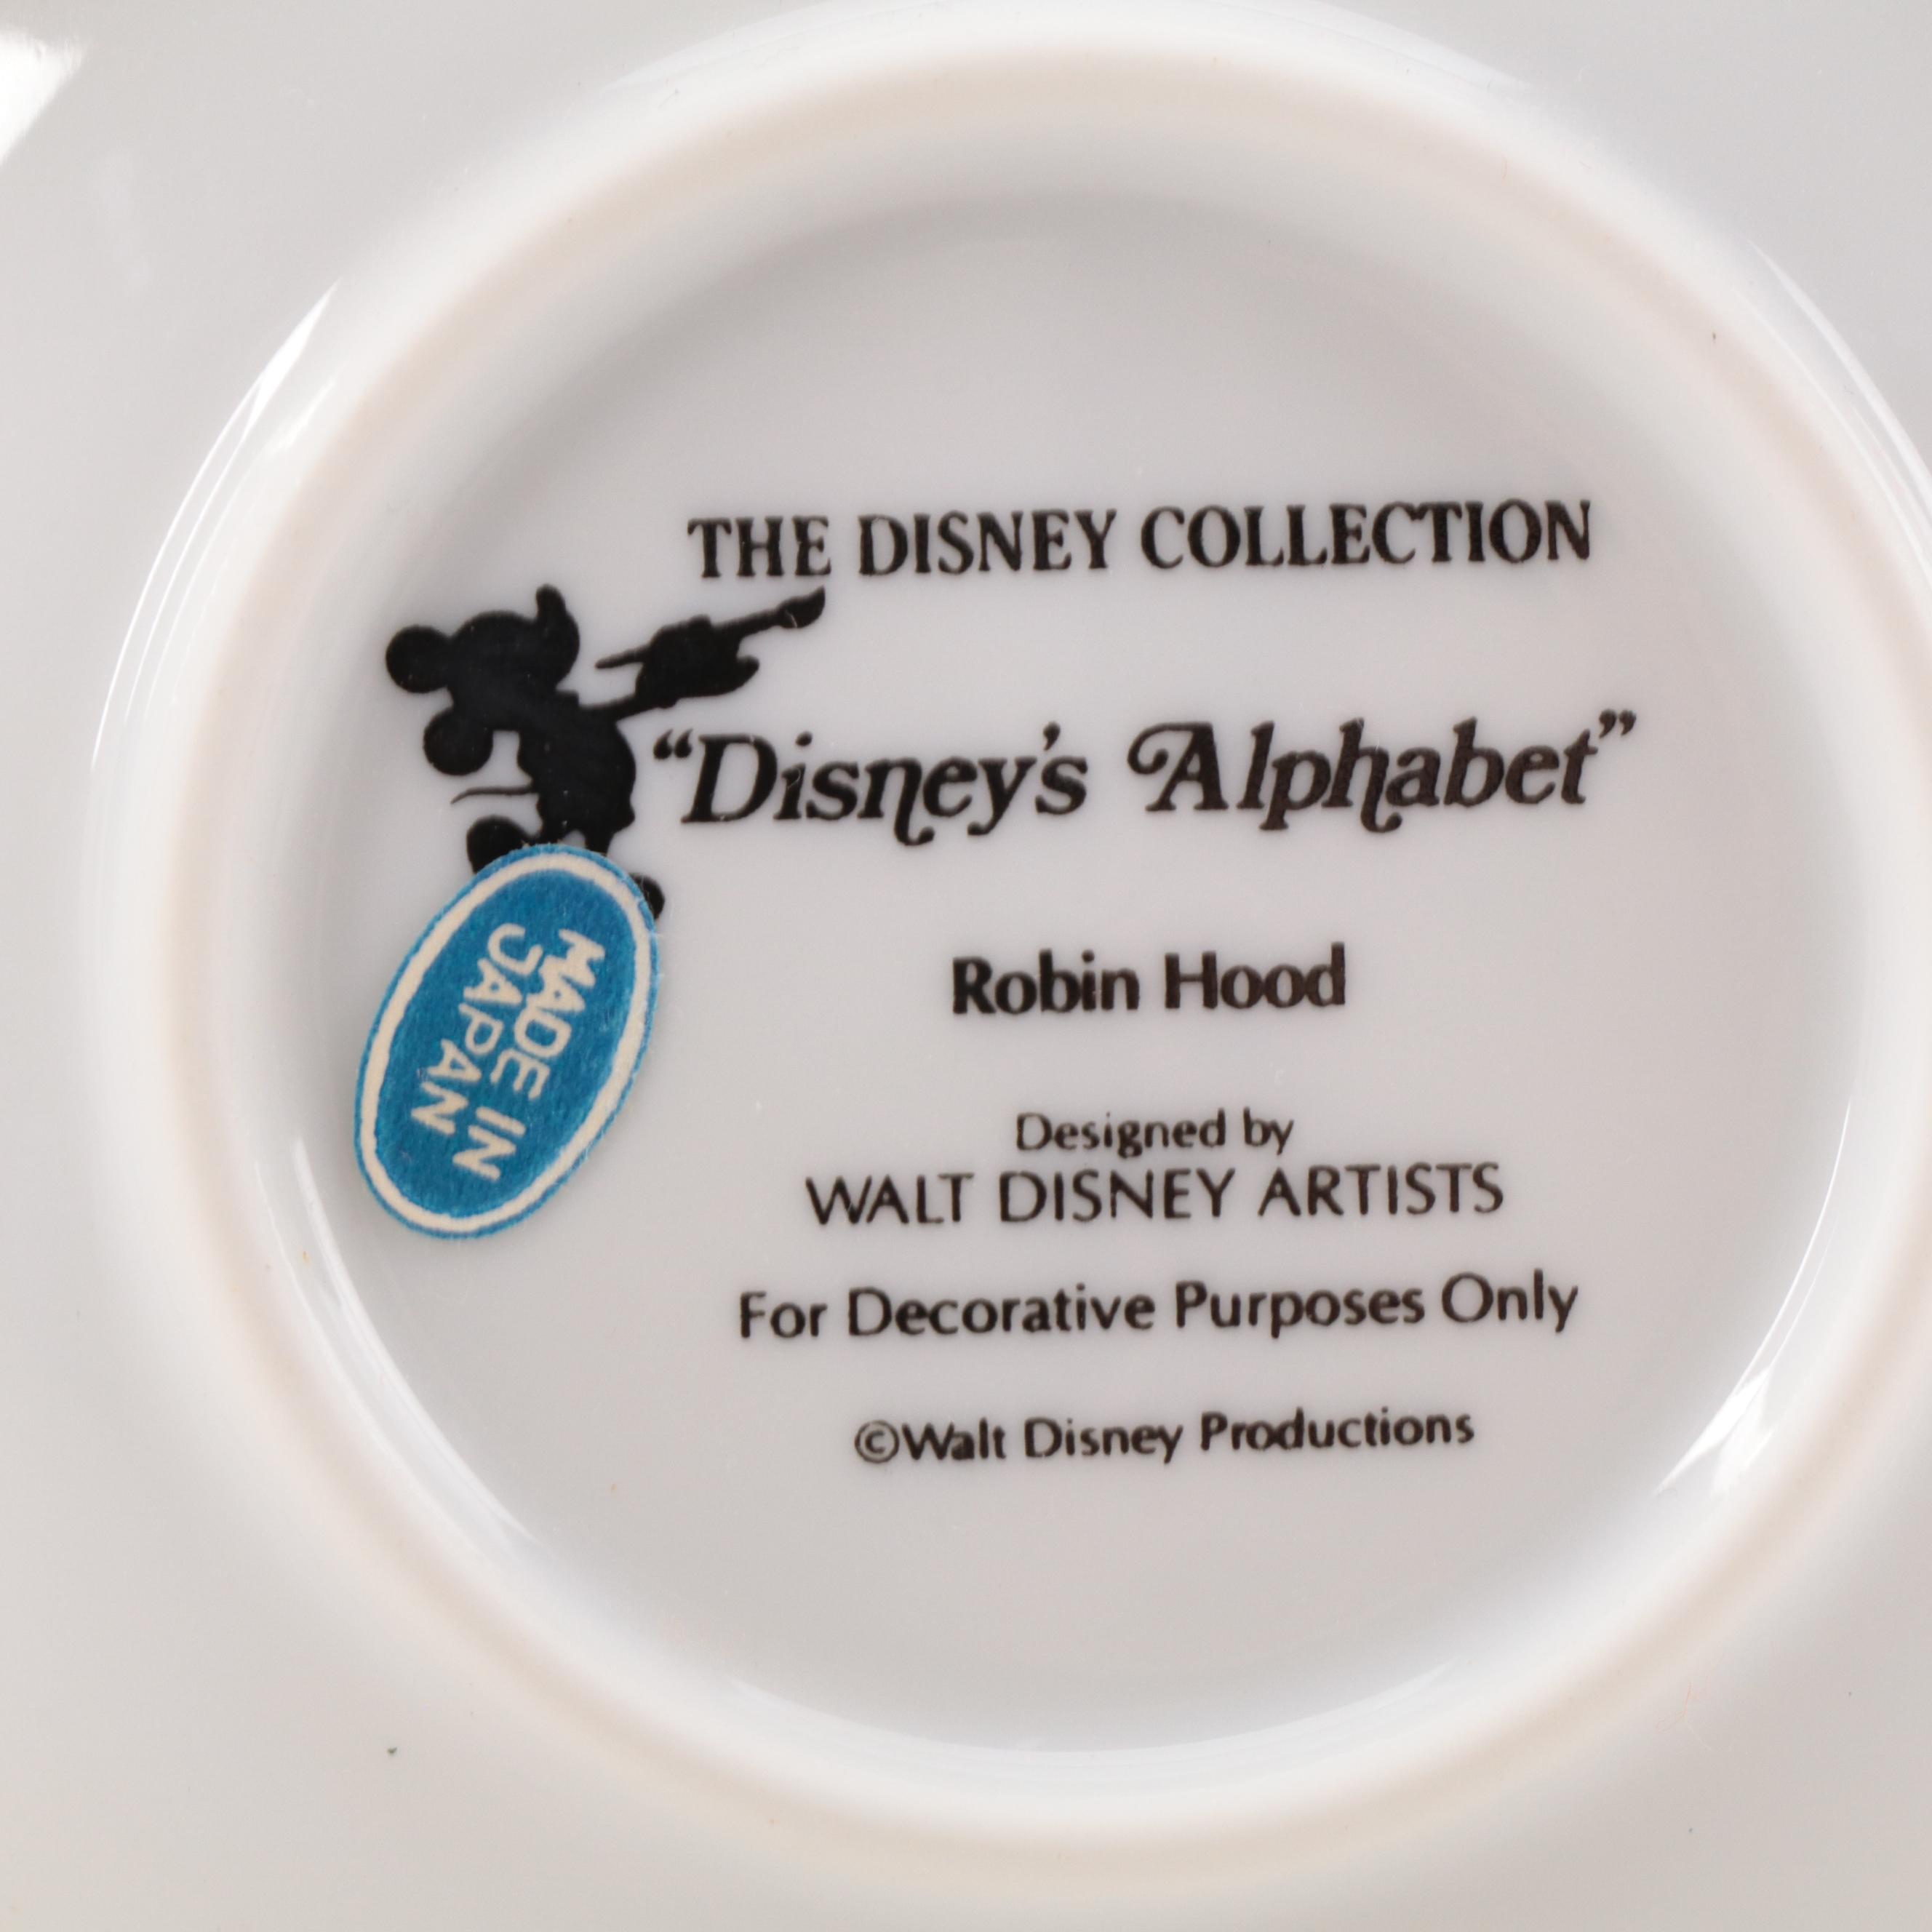 THE DISNEY COLLECTION
“Disney's Alphabet”
Robin Hood
Designed by
WALT DISNEY ARTISTS
For Decorative Purposes Only
©Walt Disney Productions
MADE IN
JAPAN